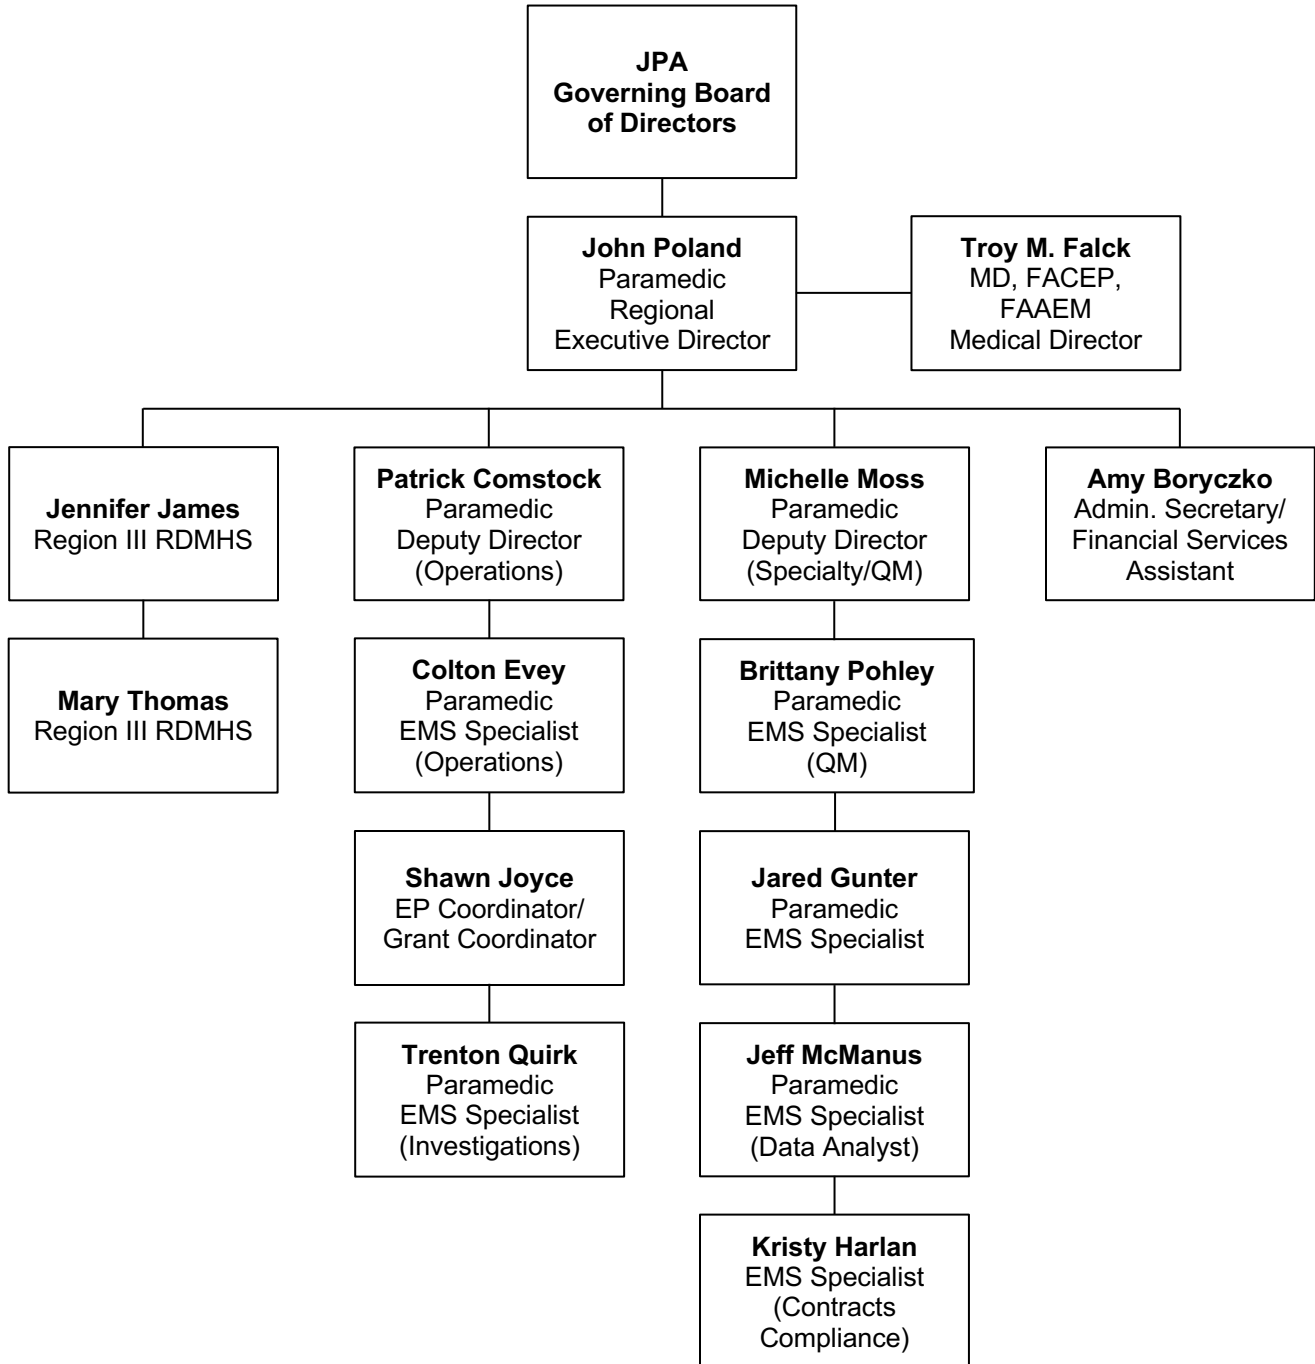 JPA
Governing Board
of Directors
John Poland
Paramedic
Regional
Executive Director
Troy M. Falck
MD, FACEP,
FAAEM
Medical Director
Jennifer James
Region III RDMHS
Patrick Comstock
Paramedic
Deputy Director
(Operations)
Michelle Moss
Paramedic
Deputy Director
(Specialty/QM)
Amy Boryczko
Admin. Secretary/
Financial Services
Assistant
Mary Thomas
Region III RDMHS
Colton Evey
Paramedic
EMS Specialist
(Operations)
Brittany Pohley
Paramedic
EMS Specialist
(QM)
Shawn Joyce
EP Coordinator/
Grant Coordinator
Jared Gunter
Paramedic
EMS Specialist
Trenton Quirk
Paramedic
EMS Specialist
(Investigations)
Jeff McManus
Paramedic
EMS Specialist
(Data Analyst)
Kristy Harlan
EMS Specialist
(Contracts
Compliance)